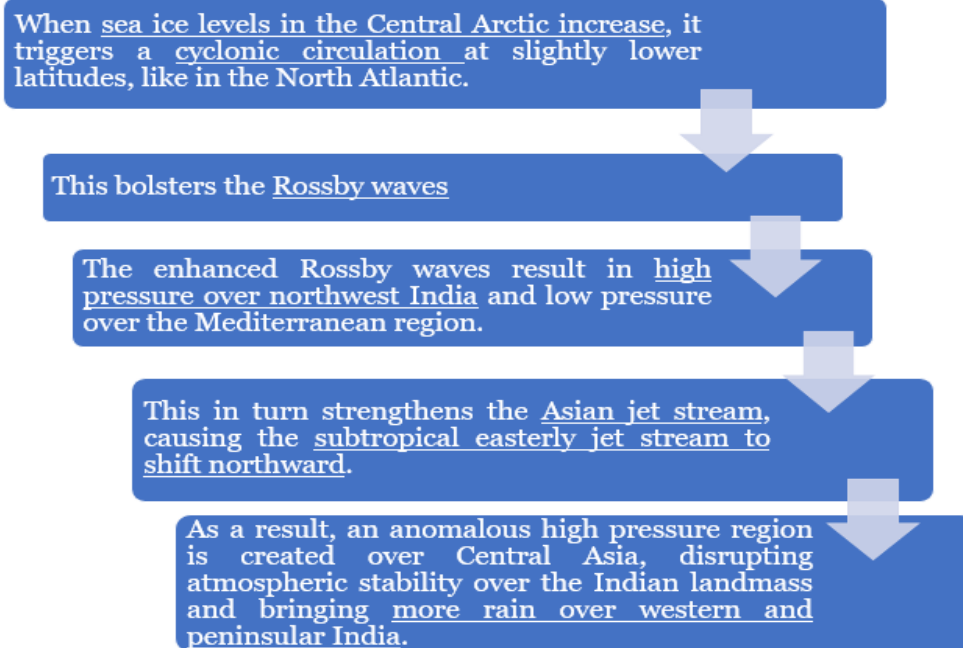 When sea ice levels in the Central Arctic increase, it
triggers a cyclonic circulation at slightly lower
latitudes, like in the North Atlantic.
This bolsters the Rossby waves
The enhanced Rossby waves result in high
pressure over northwest India and low pressure
over the Mediterranean region.
This in turn strengthens the Asian jet stream,
causing the subtropical easterly jet stream to
shift northward.
As a result, an anomalous high pressure region
is created over Central Asia, disrupting
atmospheric stability over the Indian landmass
and bringing more rain over western and
peninsular India.